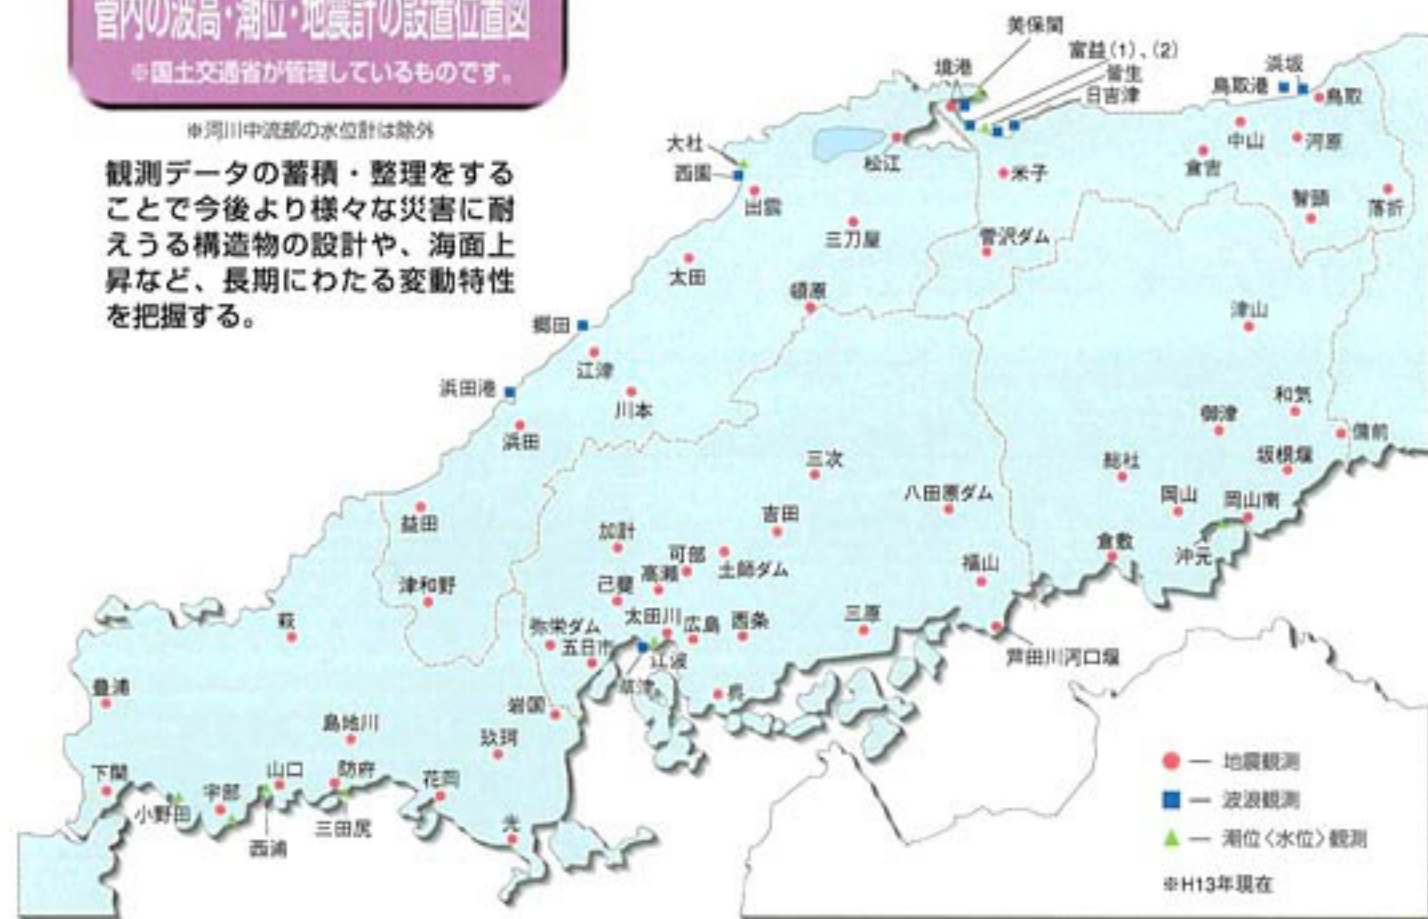 管内の波高・潮位・地震計の設置位置図
※国土交通省が管理しているものです。
※河川中流部の水位計は除外
観測データの蓄積・整理をする
ことで今後より様々な災害に耐
えうる構造物の設計や、海面上
昇など、長期にわたる変動特性
を把握する。
美保関
境港
富益(1)、(2)
皆生
日吉津
浜坂
鳥取港
鳥取
中山
河原
倉吉
大社
西園
松江
米子
智頭
落折
出雲
三刀屋
菅沢ダム
太田
頓原
津山
郷田
江津
浜田港
川本
和気
御津
備前
浜田
坂根堰
三次
総社
八田原ダム
岡山
岡山南
益田
吉田
加計
可部
土師ダム
高瀬
倉敷
沖元
福山
己斐
津和野
太田川
広島
西条
三原
萩
弥栄ダム
五日市
江波
草津
芦田川河口堰
豊浦
呉
岩国
島地川
玖珂
下関
山口
防府
花岡
小野田
宇部
三田尻
西浦
光
地震観測
波浪観測
潮位〈水位〉観測
※H13年現在